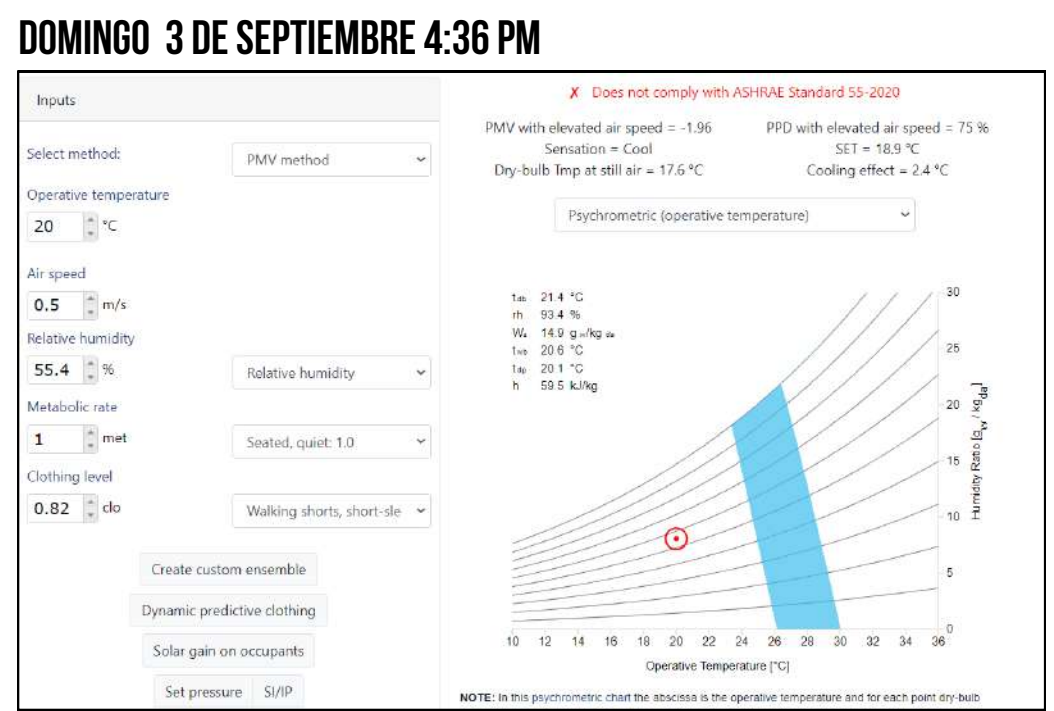 DOMINGO 3 DE SEPTIEMBRE 4:36 PM
Inputs
Select method:
PMV method
Operative temperature
20 °C
Air speed
0.5 m/s
Relative humidity
55.4 %
Relative humidity
Metabolic rate
1 met
Seated, quiet: 1.0
Clothing level
0.82 clo
Walking shorts, short-sle
Create custom ensemble
Dynamic predictive clothing
Solar gain on occupants
Set pressure SI/IP
✗ Does not comply with ASHRAE Standard 55-2020
PMV with elevated air speed = -1.96 PPD with elevated air speed = 75 %
Sensation = Cool SET = 18.9 °C
Dry-bulb Tmp at still air = 17.6 °C Cooling effect = 2.4 °C
Psychrometric (operative temperature)
tdb 21.4 °C
rh 93.4 %
Wa 14.9 g w/kg da
twb 20.6 °C
tdp 20.1 °C
h 59.5 kJ/kg
30
25
20
15
10
5
0
Humidity Ratio [gw / kgda]
10 12 14 16 18 20 22 24 26 28 30 32 34 36
Operative Temperature [°C]
NOTE: In this psychrometric chart the abscissa is the operative temperature and for each point dry-bulb